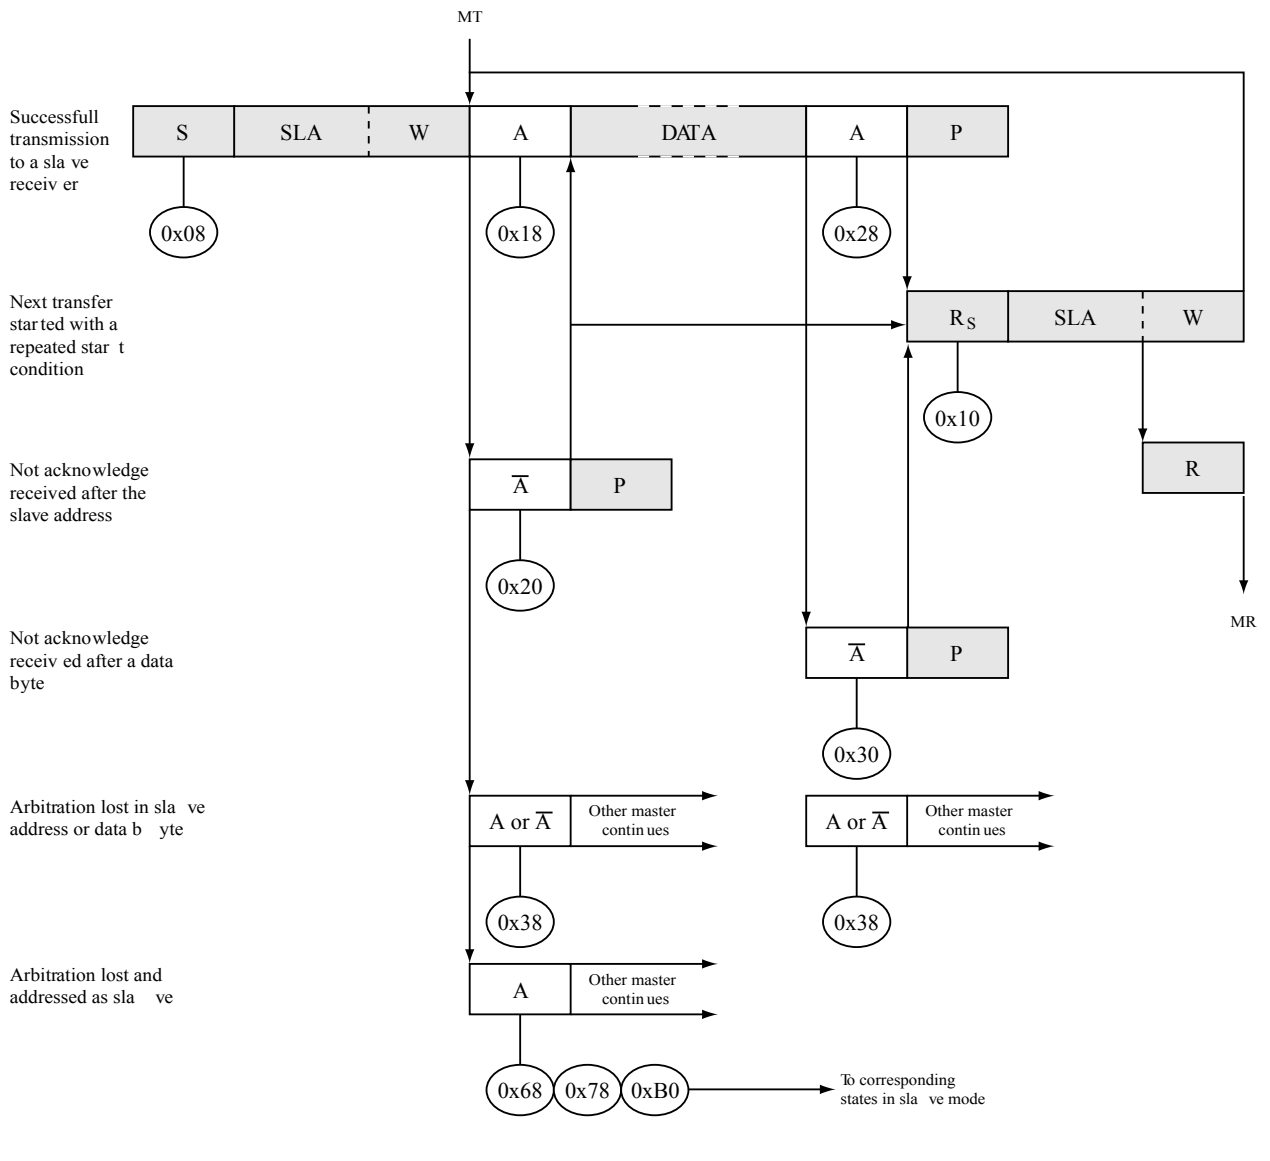 MT
Successfull
transmission
to a sla ve
receiv er
S SLA W A DATA A P
0x08 0x18 0x28
Next transfer
star ted with a
repeated star t
condition
RS SLA W
0x10
Not acknowledge
received after the
slave address
A̅ P
R
0x20
MR
Not acknowledge
receiv ed after a data
byte
A̅ P
0x30
Arbitration lost in sla ve
address or data b yte
A or A̅ Other master
contin ues
A or A̅ Other master
contin ues
0x38 0x38
Arbitration lost and
addressed as sla ve
A Other master
contin ues
0x68 0x78 0xB0
To corresponding
states in sla ve mode